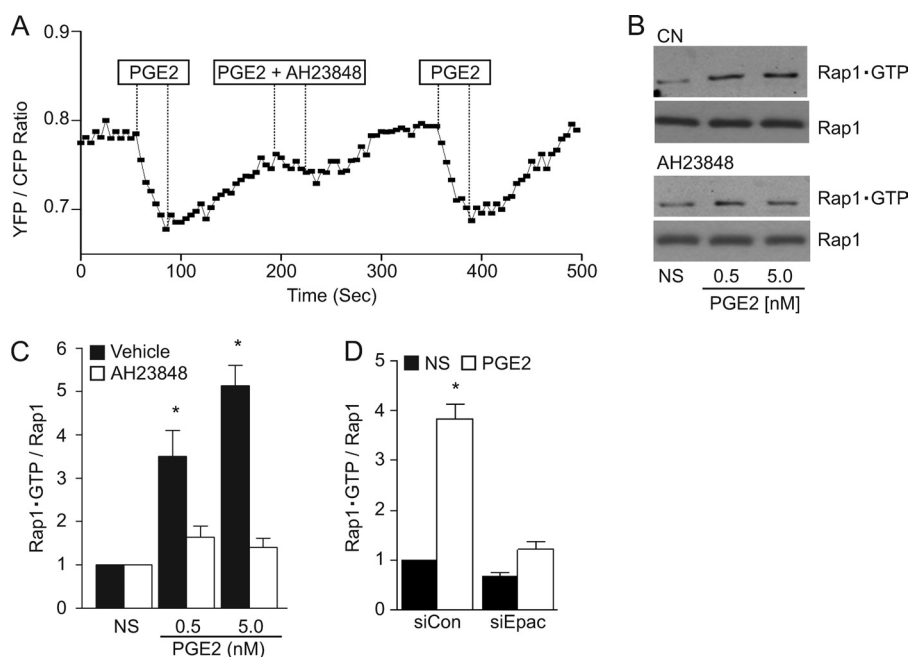 A
0.9
PGE2
PGE2 + AH23848
PGE2
0.8
0.7
YFP / CFP Ratio
0
100
200
300
400
500
Time (Sec)
B
CN
Rap1·GTP
Rap1
AH23848
Rap1·GTP
Rap1
NS
0.5
5.0
PGE2 [nM]
C
Vehicle
AH23848
*
*
6
5
4
3
2
1
0
Rap1·GTP / Rap1
NS
0.5
5.0
PGE2 (nM)
D
NS
PGE2
*
5
4
3
2
1
0
Rap1·GTP / Rap1
siCon
siEpac